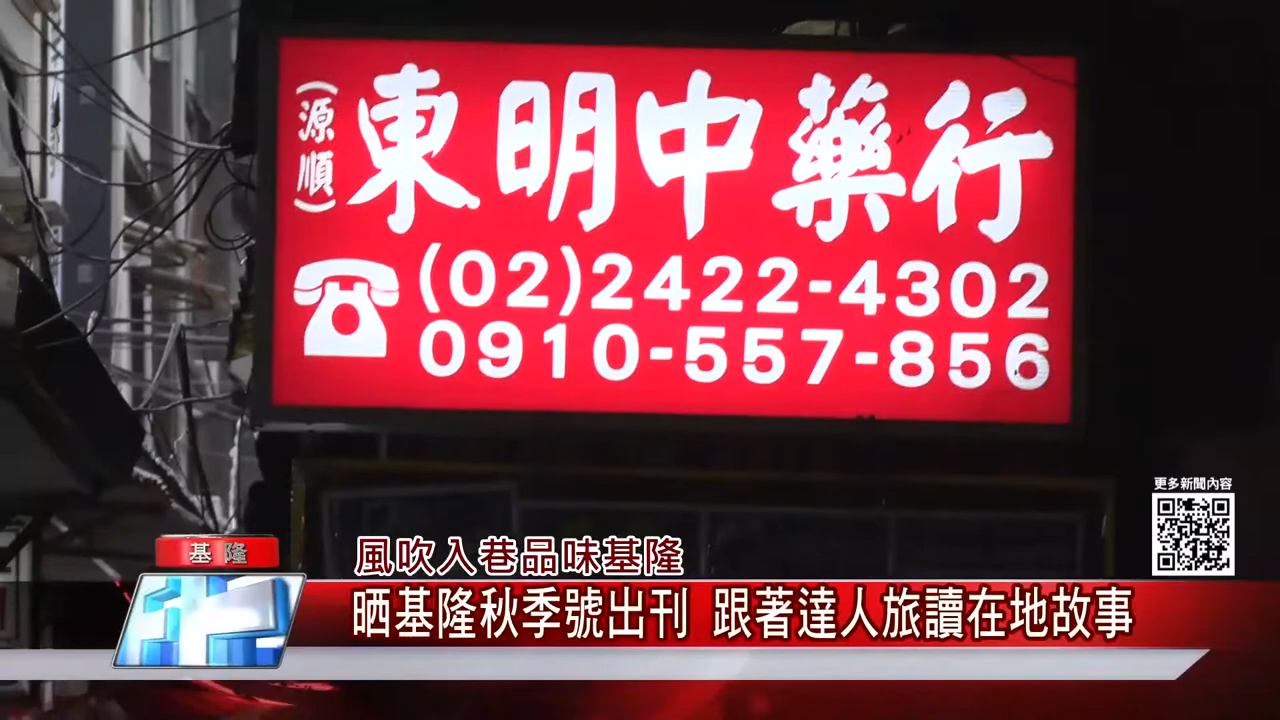 (源順)
東明中藥行
(02)2422-4302
0910-557-856
更多新聞內容
基隆
風吹入巷品味基隆
晒基隆秋季號出刊 跟著達人旅讀在地故事